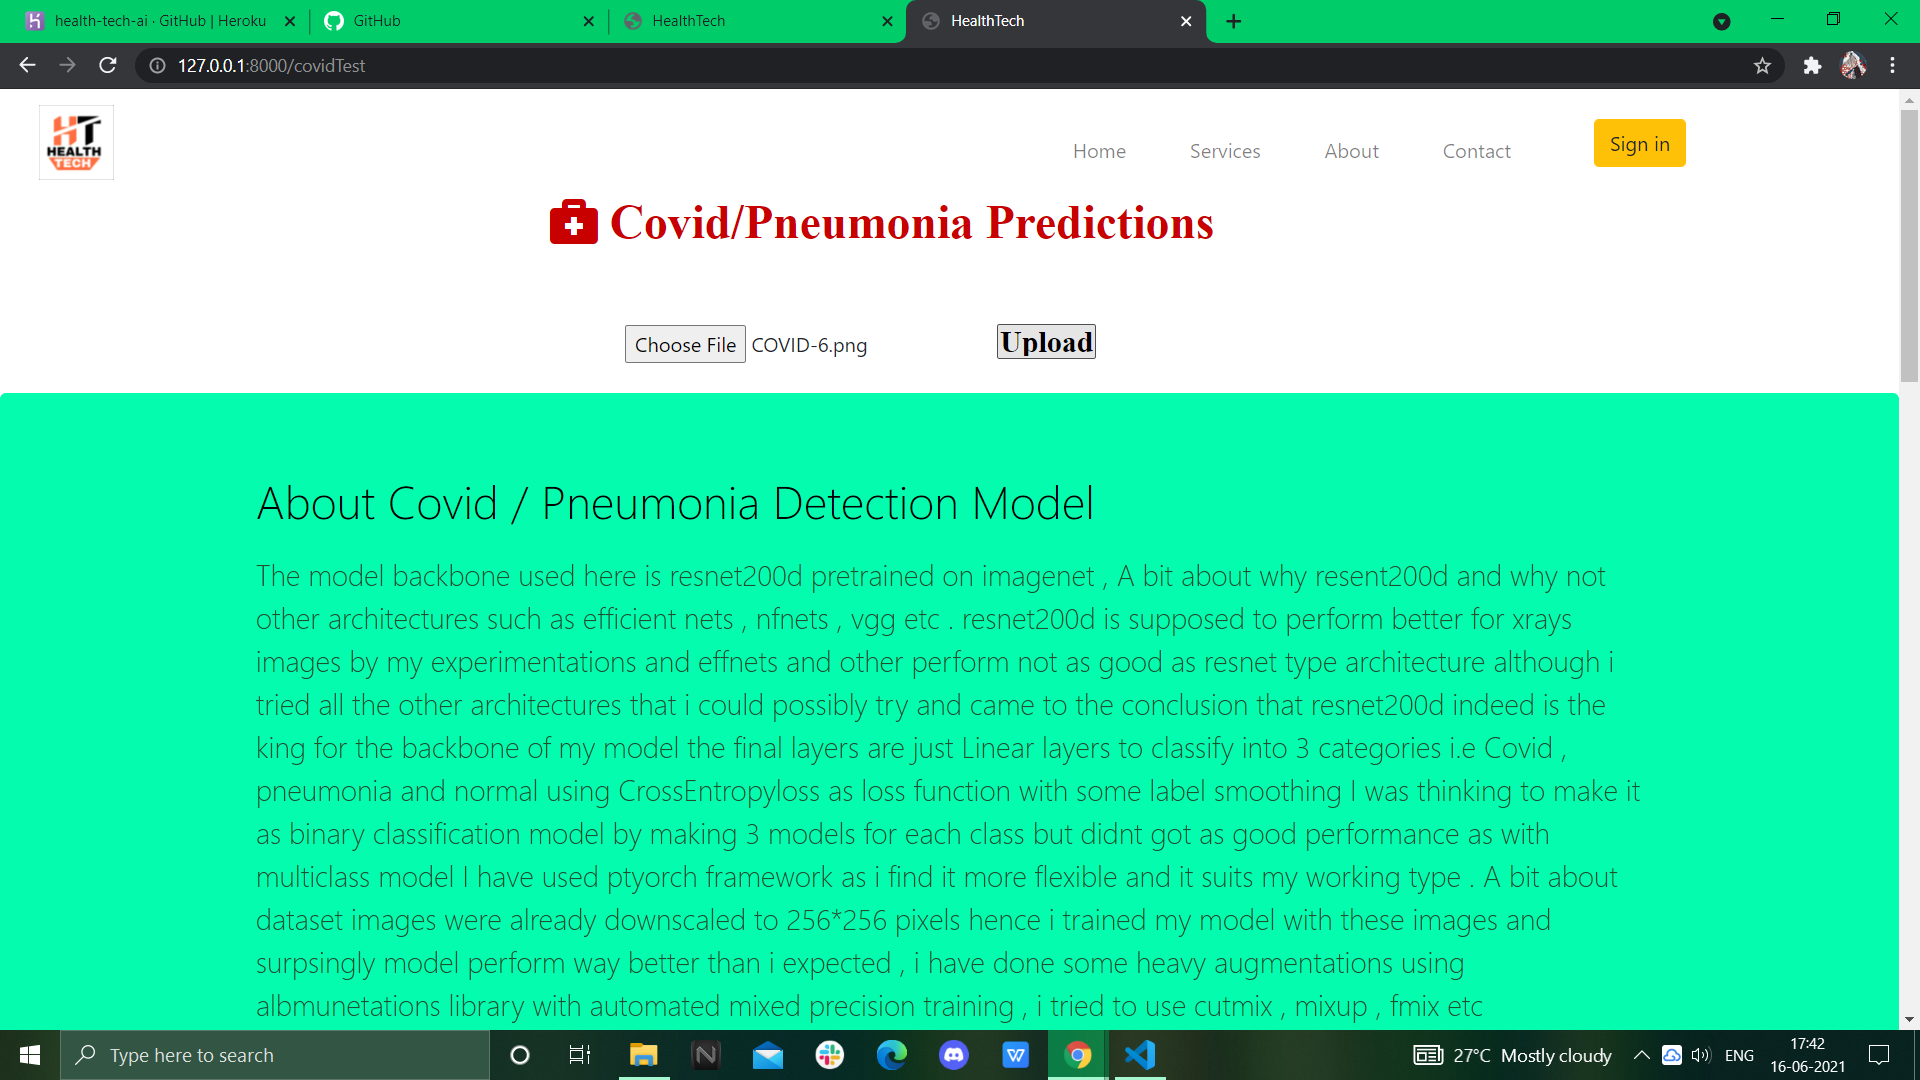 health-tech-ai · GitHub | Heroku
GitHub
HealthTech
HealthTech
127.0.0.1:8000/covidTest
HT
HEALTH
TECH
Home
Services
About
Contact
Sign in
Covid/Pneumonia Predictions
Choose File COVID-6.png
Upload
About Covid / Pneumonia Detection Model
The model backbone used here is resnet200d pretrained on imagenet , A bit about why resent200d and why not
other architectures such as efficient nets , nfnets , vgg etc . resnet200d is supposed to perform better for xrays
images by my experimentations and effnets and other perform not as good as resnet type architecture although i
tried all the other architectures that i could possibly try and came to the conclusion that resnet200d indeed is the
king for the backbone of my model the final layers are just Linear layers to classify into 3 categories i.e Covid ,
pneumonia and normal using CrossEntropyloss as loss function with some label smoothing I was thinking to make it
as binary classification model by making 3 models for each class but didnt got as good performance as with
multiclass model I have used ptyorch framework as i find it more flexible and it suits my working type . A bit about
dataset images were already downscaled to 256*256 pixels hence i trained my model with these images and
surpsingly model perform way better than i expected , i have done some heavy augmentations using
albmunetations library with automated mixed precision training , i tried to use cutmix , mixup , fmix etc
Type here to search
27°C Mostly cloudy
ENG
17:42
16-06-2021